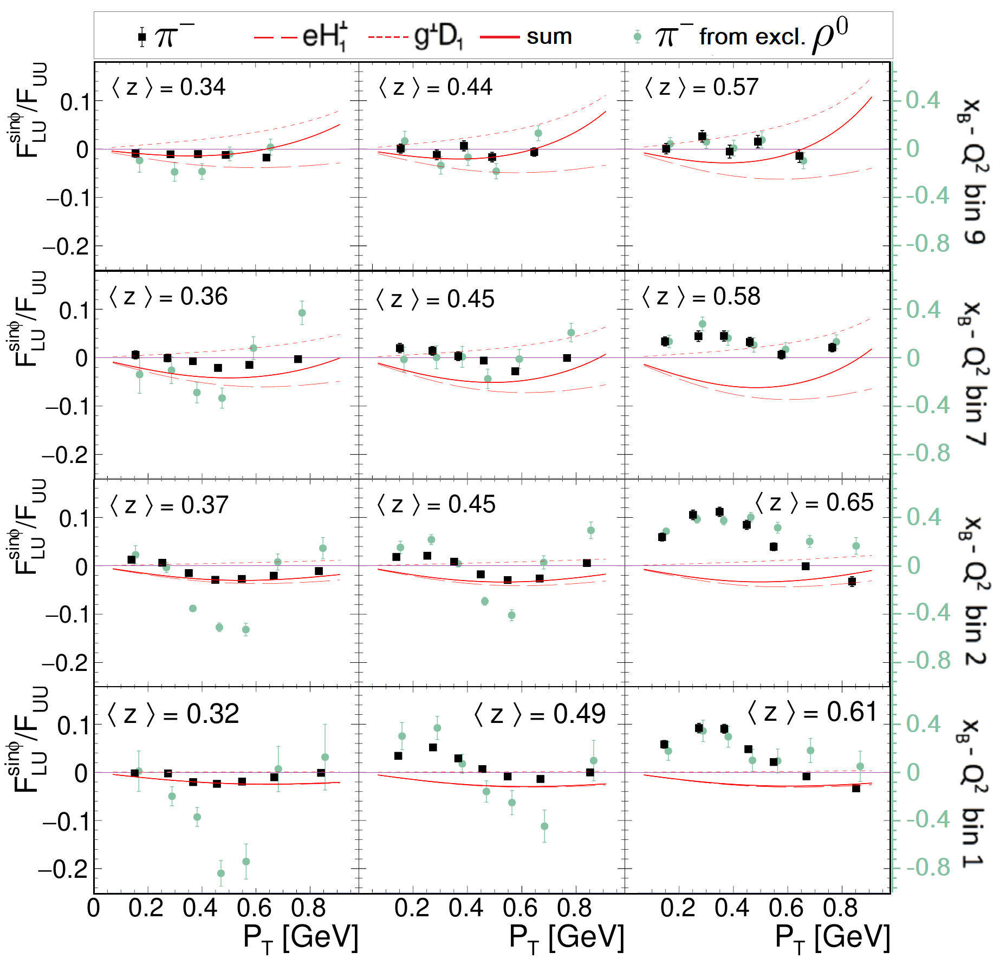 π⁻ eH₁^⊥ g^⊥D₁ sum π⁻ from excl. ρ⁰
F_LU^sinϕ/F_UU
0.1
0
−0.1
−0.2
⟨ z ⟩ = 0.34
⟨ z ⟩ = 0.44
⟨ z ⟩ = 0.57
0.4
0
-0.4
-0.8
x_B - Q² bin 9
F_LU^sinϕ/F_UU
0.1
0
−0.1
−0.2
⟨ z ⟩ = 0.36
⟨ z ⟩ = 0.45
⟨ z ⟩ = 0.58
0.4
0
-0.4
-0.8
x_B - Q² bin 7
F_LU^sinϕ/F_UU
0.1
0
−0.1
−0.2
⟨ z ⟩ = 0.37
⟨ z ⟩ = 0.45
⟨ z ⟩ = 0.65
0.4
0
-0.4
-0.8
x_B - Q² bin 2
F_LU^sinϕ/F_UU
0.1
0
−0.1
−0.2
⟨ z ⟩ = 0.32
⟨ z ⟩ = 0.49
⟨ z ⟩ = 0.61
0.4
0
-0.4
-0.8
x_B - Q² bin 1
0 0.2 0.4 0.6 0.8 0.2 0.4 0.6 0.8 0.2 0.4 0.6 0.8
P_T [GeV] P_T [GeV] P_T [GeV]